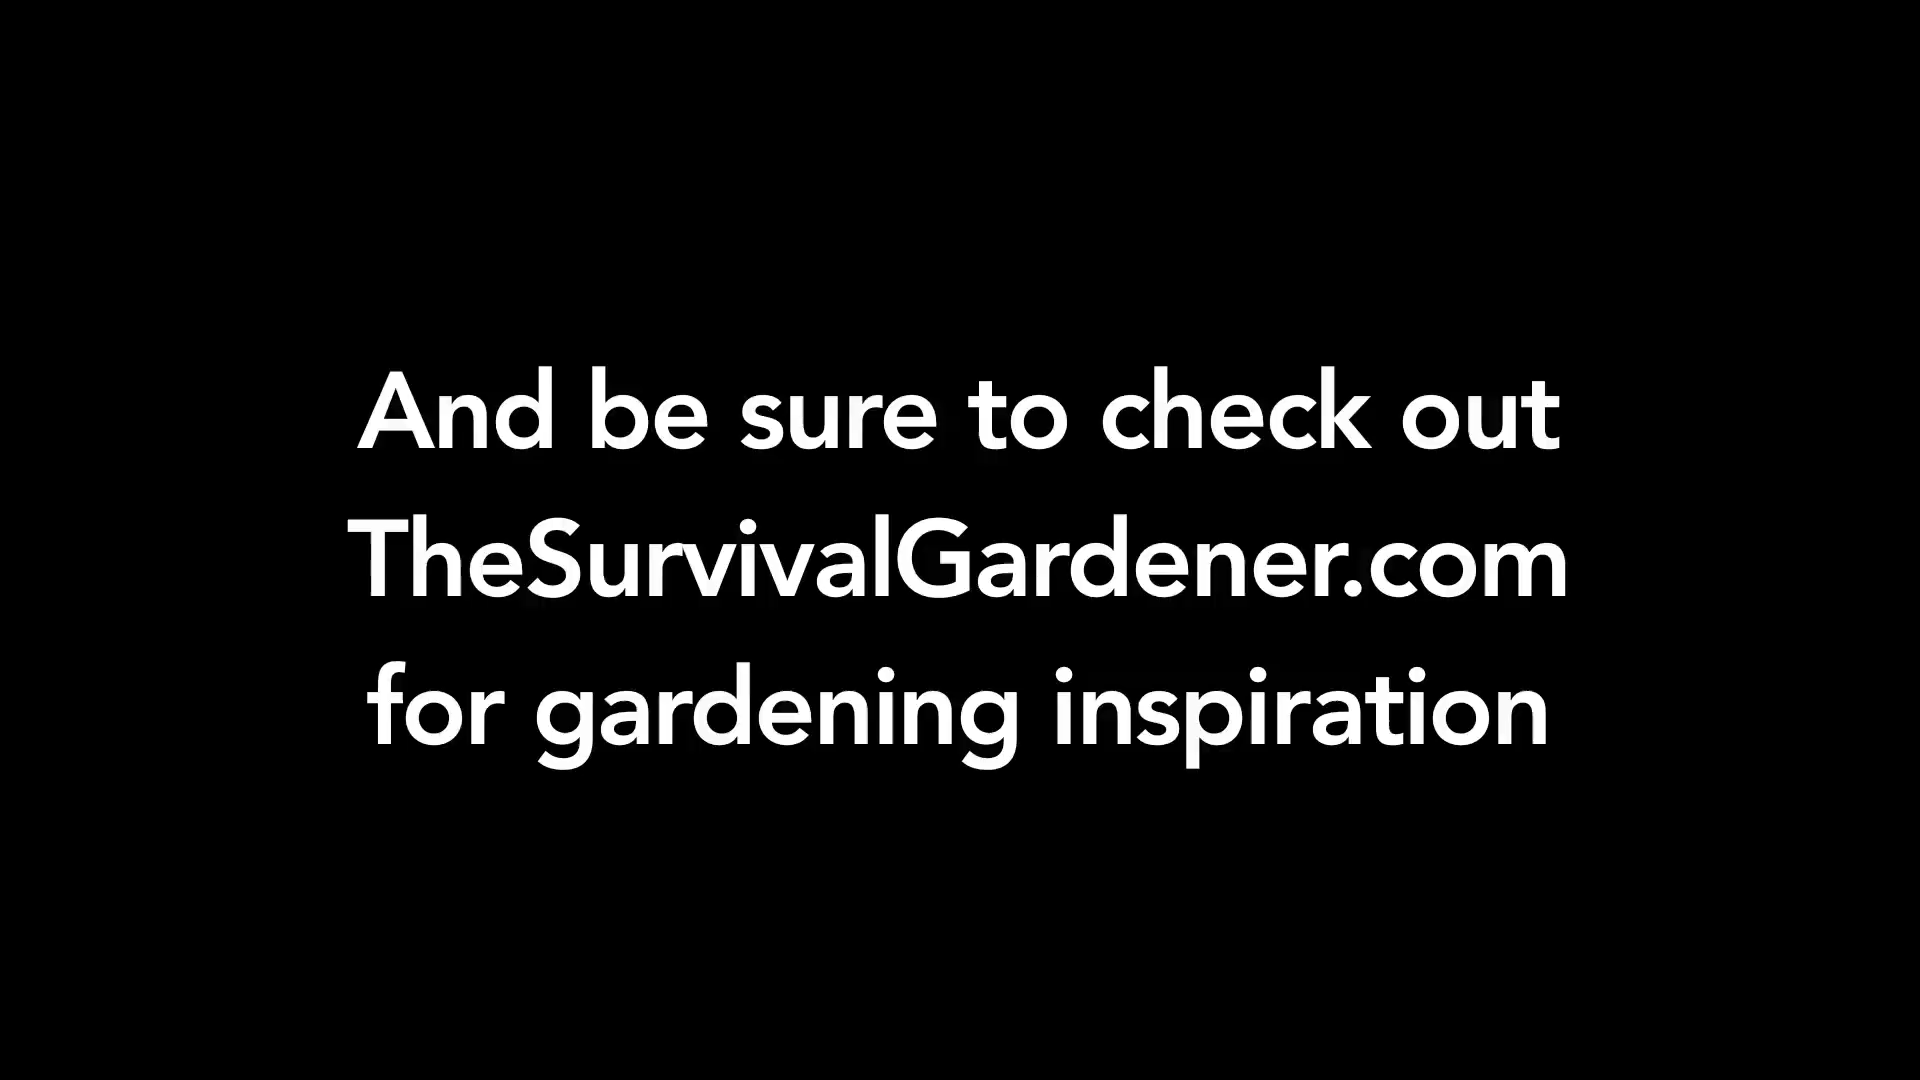 And be sure to check out
TheSurvivalGardener.com
for gardening inspiration